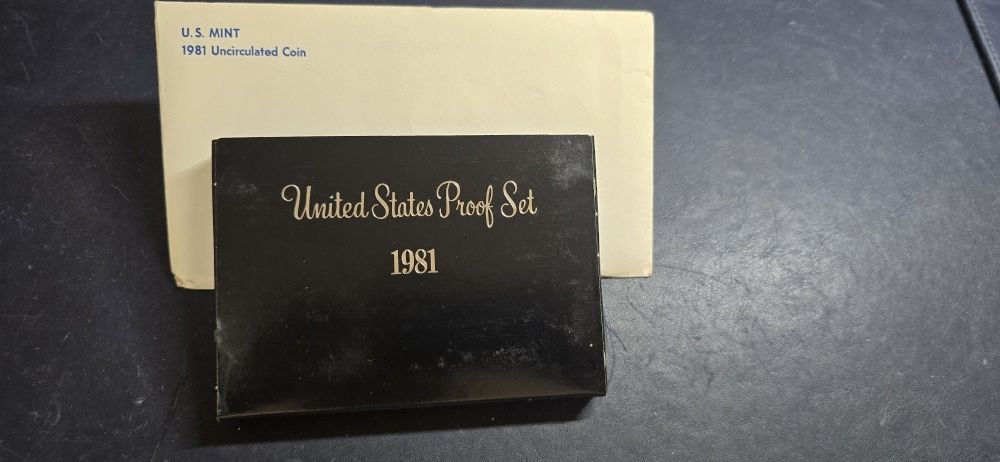 U.S. MINT
1981 Uncirculated Coin
United States Proof Set
1981